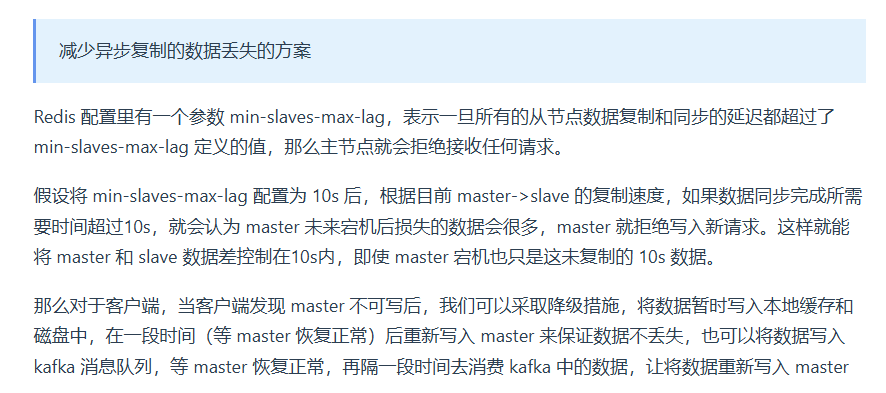 减少异步复制的数据丢失的方案
Redis 配置里有一个参数 min-slaves-max-lag，表示一旦所有的从节点数据复制和同步的延迟都超过了
min-slaves-max-lag 定义的值，那么主节点就会拒绝接收任何请求。
假设将 min-slaves-max-lag 配置为 10s 后，根据目前 master->slave 的复制速度，如果数据同步完成所需
要时间超过10s，就会认为 master 未来宕机后损失的数据会很多，master 就拒绝写入新请求。这样就能
将 master 和 slave 数据差控制在10s内，即使 master 宕机也只是这未复制的 10s 数据。
那么对于客户端，当客户端发现 master 不可写后，我们可以采取降级措施，将数据暂时写入本地缓存和
磁盘中，在一段时间（等 master 恢复正常）后重新写入 master 来保证数据不丢失，也可以将数据写入
kafka 消息队列，等 master 恢复正常，再隔一段时间去消费 kafka 中的数据，让将数据重新写入 master